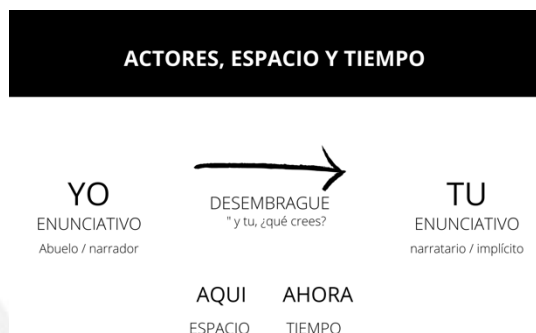 ACTORES, ESPACIO Y TIEMPO
YO
ENUNCIATIVO
Abuelo / narrador
DESEMBRAGUE
" y tu, ¿qué crees?
TU
ENUNCIATIVO
narratario / implícito
AQUI AHORA
ESPACIO TIEMPO